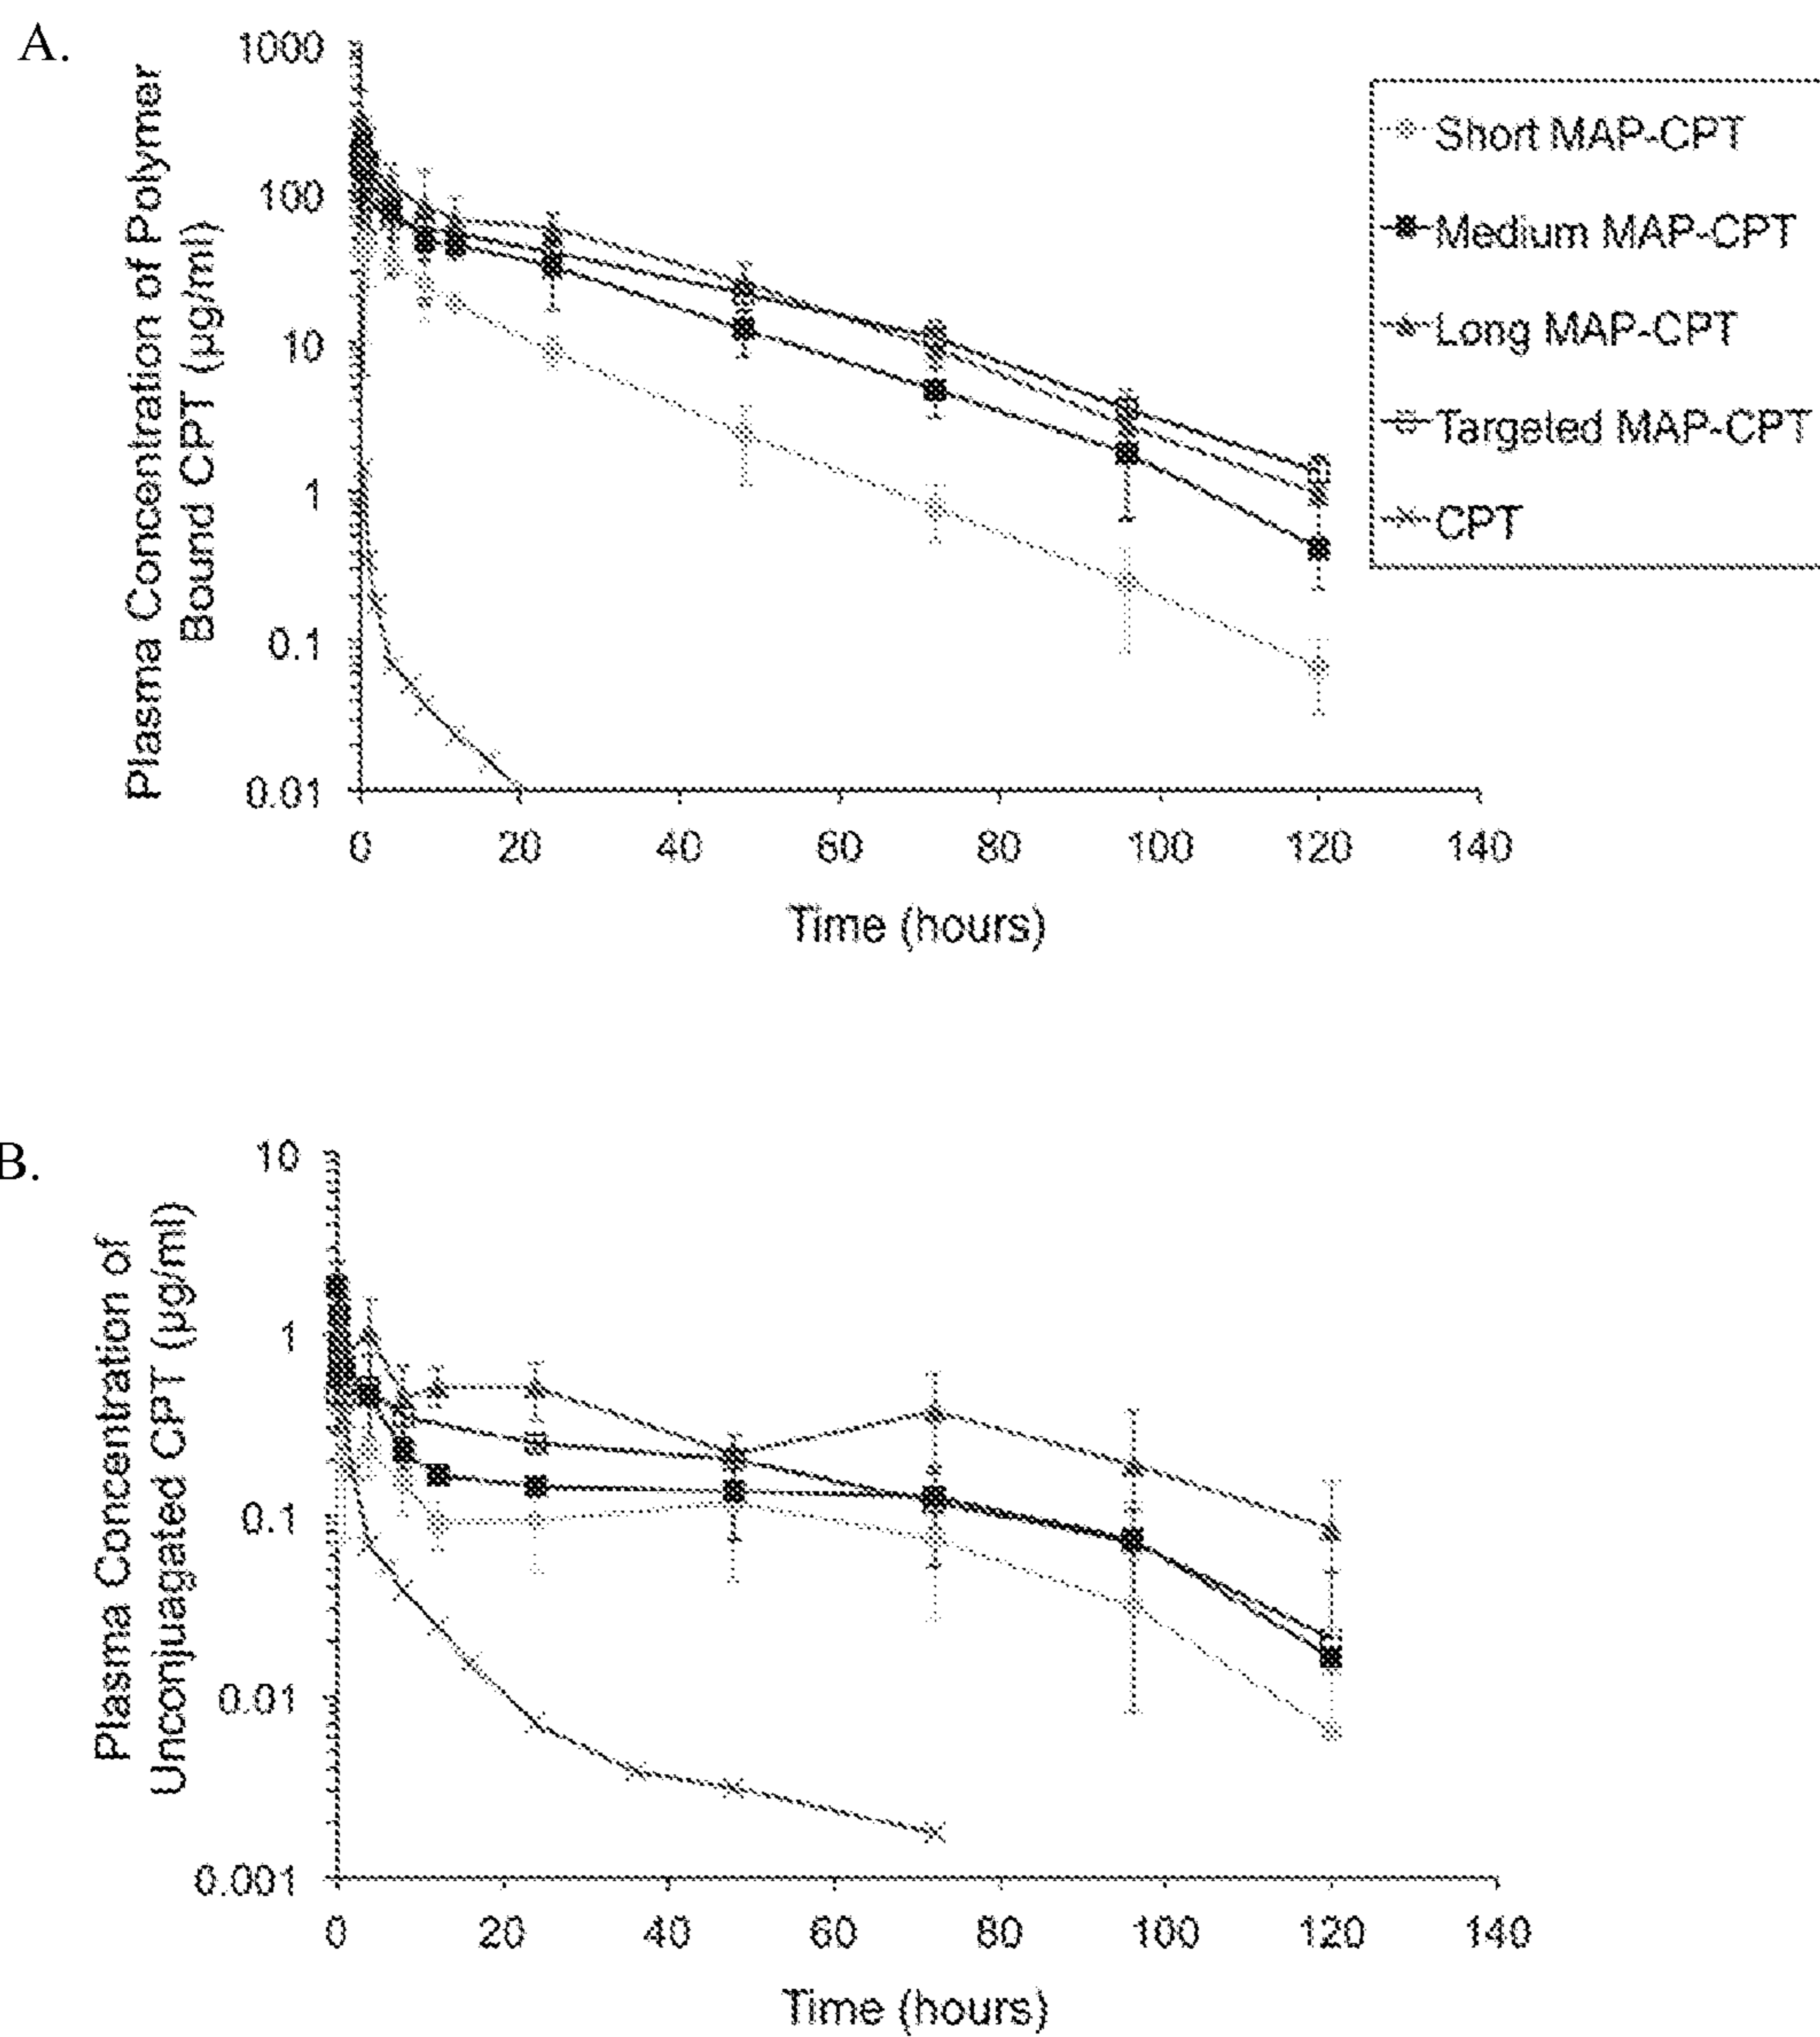 A.
Plasma Concentration of Polymer
Bound CPT (µg/ml)
1000
100
10
1
0.1
0.01
0 20 40 60 80 100 120 140
Time (hours)
Short MAP-CPT
Medium MAP-CPT
Long MAP-CPT
Targeted MAP-CPT
CPT
B.
Plasma Concentration of
Unconjuagated CPT (µg/ml)
10
1
0.1
0.01
0.001
0 20 40 60 80 100 120 140
Time (hours)